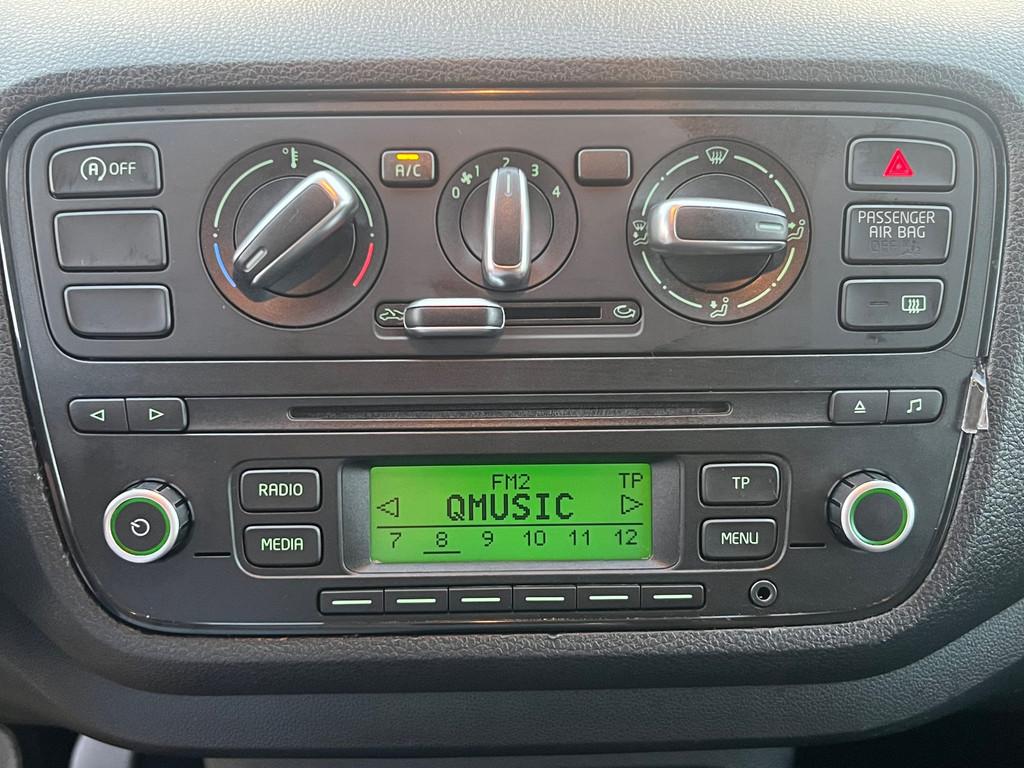 A OFF
A/C
0 1 2 3 4
PASSENGER
AIR BAG
OFF
RADIO
MEDIA
FM2 TP
QMUSIC
7 8 9 10 11 12
TP
MENU